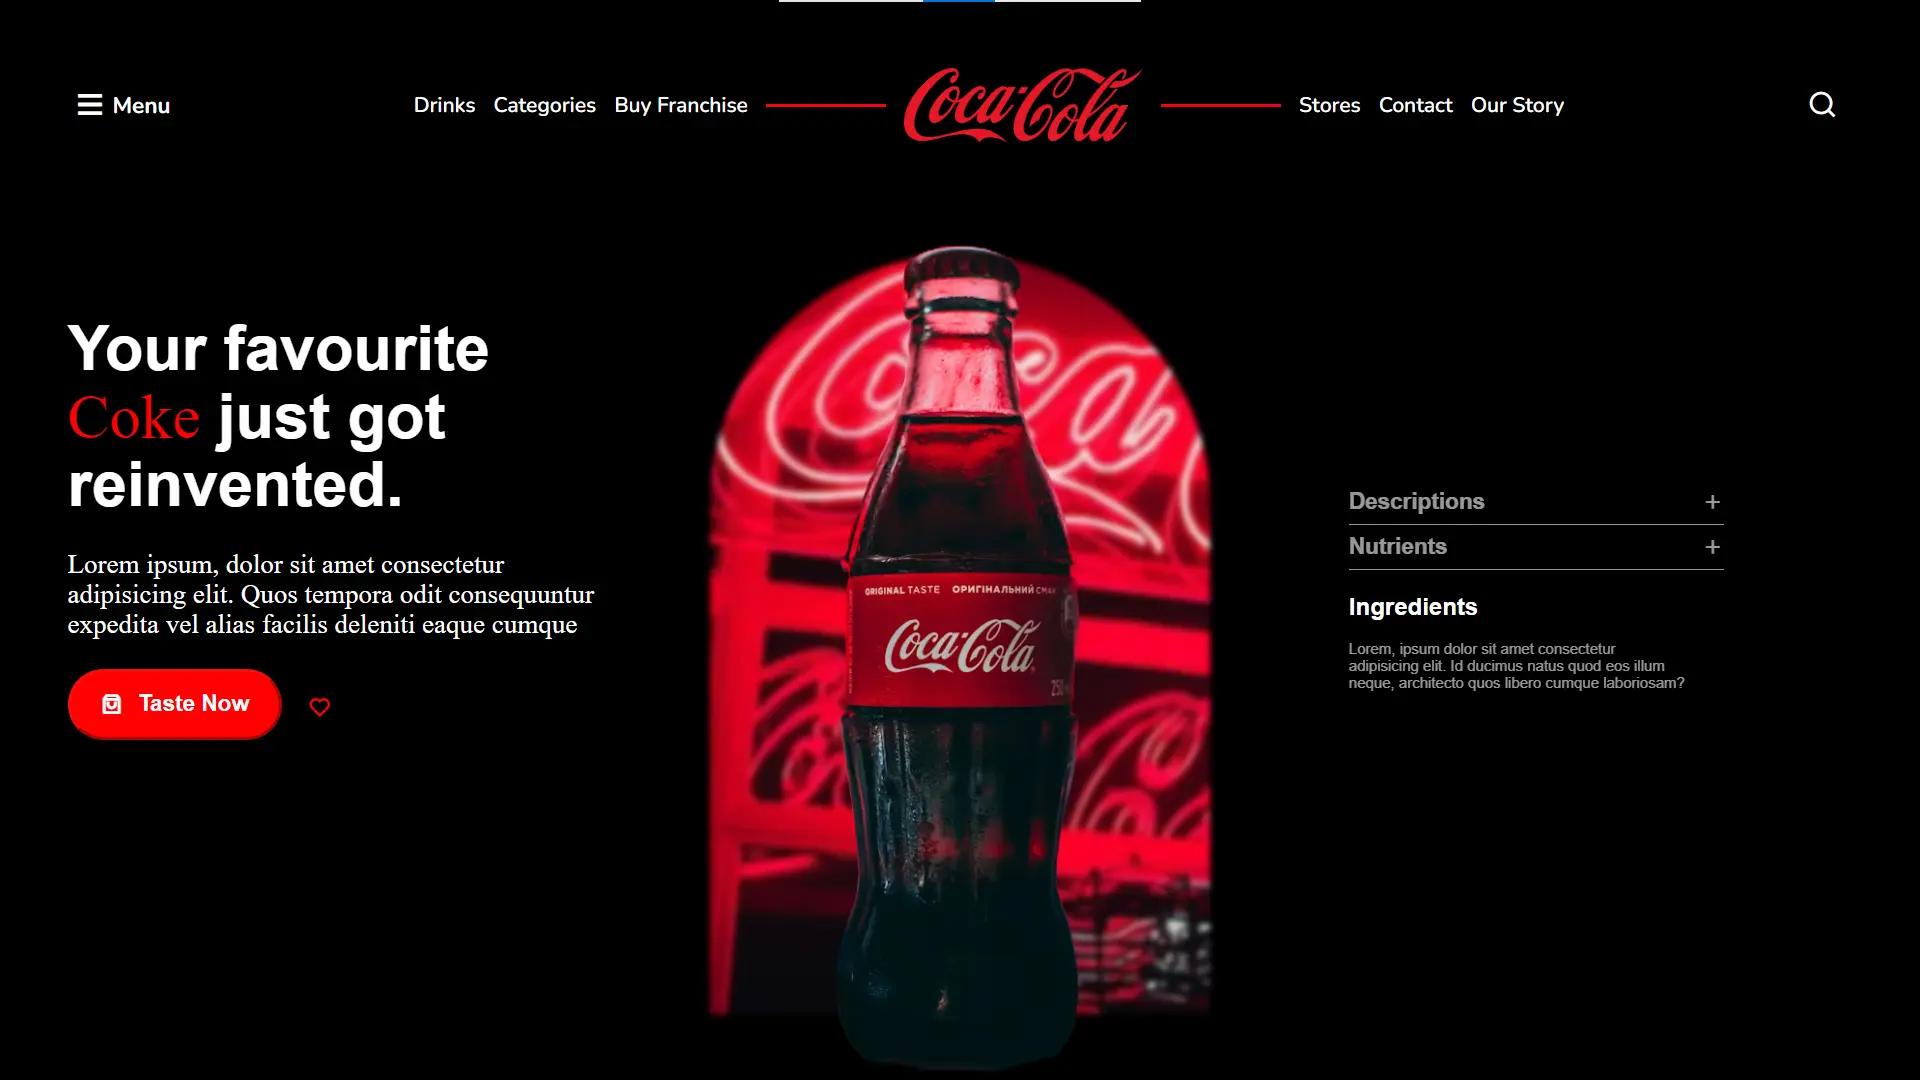 Menu
Drinks Categories Buy Franchise Coca-Cola Stores Contact Our Story
Your favourite
Coke just got
reinvented.
Lorem ipsum, dolor sit amet consectetur
adipisicing elit. Quos tempora odit consequuntur
expedita vel alias facilis deleniti eaque cumque
Taste Now
ORIGINAL TASTE ОРИГІНАЛЬНИЙ СМАК
Coca-Cola
Descriptions +
Nutrients +
Ingredients
Lorem, ipsum dolor sit amet consectetur
adipisicing elit. Id ducimus natus quod eos illum
neque, architecto quos libero cumque laboriosam?